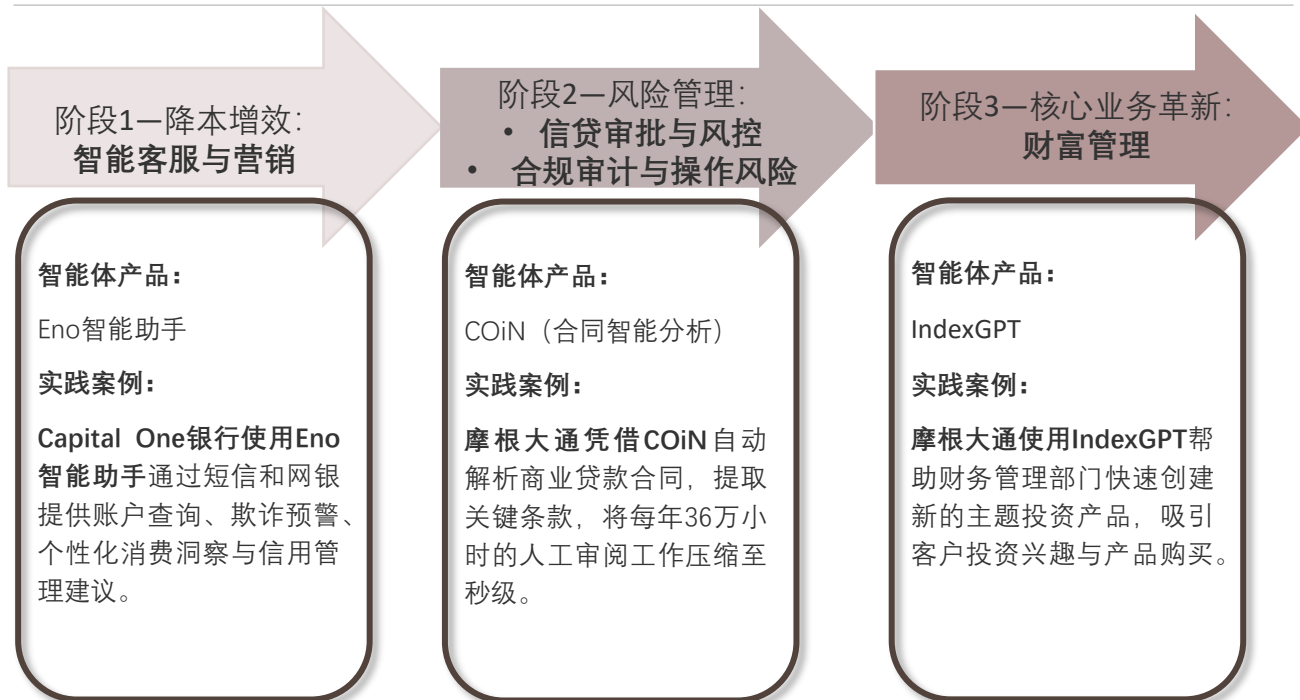 阶段1—降本增效：
智能客服与营销
阶段2—风险管理：
• 信贷审批与风控
• 合规审计与操作风险
阶段3—核心业务革新：
财富管理
智能体产品：
Eno智能助手
实践案例：
Capital One银行使用Eno
智能助手通过短信和网银
提供账户查询、欺诈预警、
个性化消费洞察与信用管
理建议。
智能体产品：
COiN（合同智能分析）
实践案例：
摩根大通凭借COiN自动
解析商业贷款合同，提取
关键条款，将每年36万小
时的人工审阅工作压缩至
秒级。
智能体产品：
IndexGPT
实践案例：
摩根大通使用IndexGPT帮
助财务管理部门快速创建
新的主题投资产品，吸引
客户投资兴趣与产品购买。